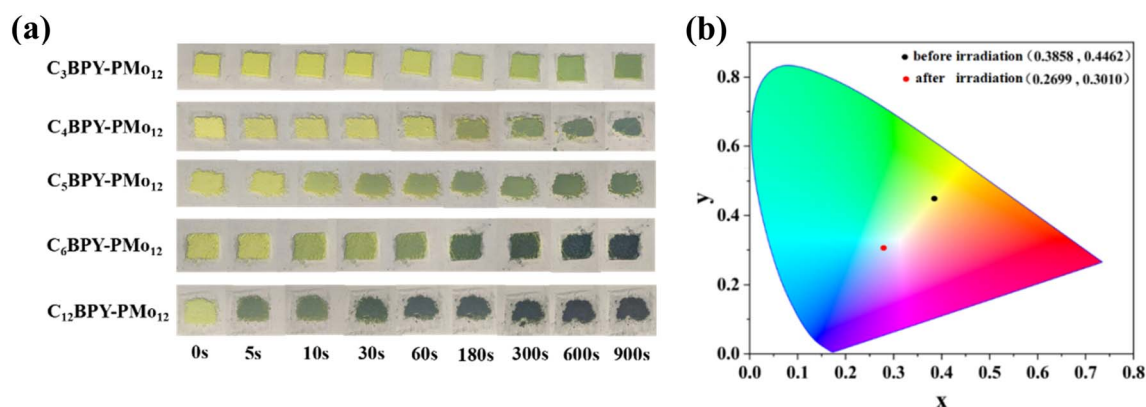 (a)
C₃BPY-PMo₁₂
C₄BPY-PMo₁₂
C₅BPY-PMo₁₂
C₆BPY-PMo₁₂
C₁₂BPY-PMo₁₂
0s 5s 10s 30s 60s 180s 300s 600s 900s
(b)
before irradiation (0.3858 , 0.4462)
after irradiation (0.2699 , 0.3010)
y
0.8
0.6
0.4
0.2
0.0
0.0 0.1 0.2 0.3 0.4 0.5 0.6 0.7 0.8
x